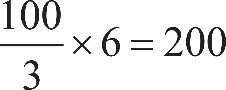 100/3 × 6 = 200